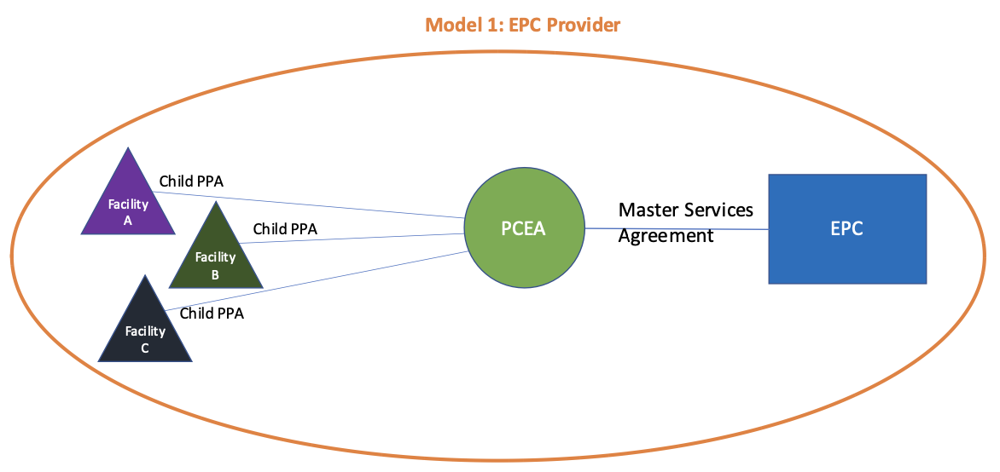 Model 1: EPC Provider
Child PPA
Facility
A
Child PPA
Facility
B
Child PPA
Facility
C
PCEA
Master Services
Agreement
EPC